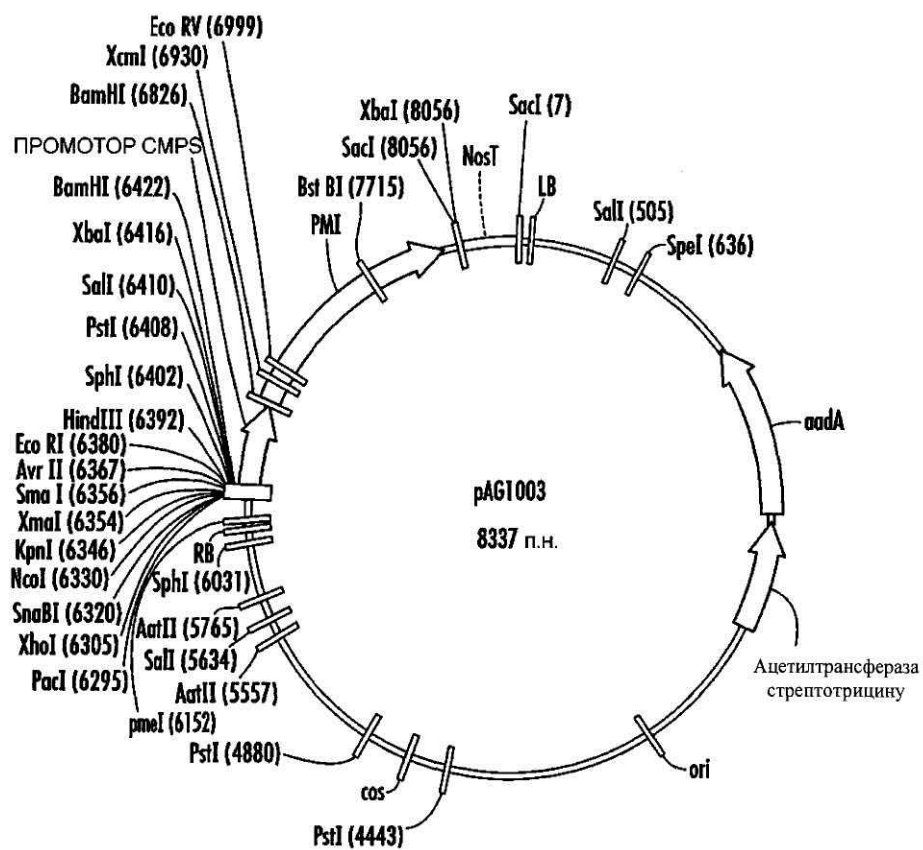 Eco RV (6999)
XcmI (6930)
BamHI (6826)
ПРОМОТОР CMPS
BamHI (6422)
XbaI (6416)
SalI (6410)
PstI (6408)
SphI (6402)
HindIII (6392)
Eco RI (6380)
Avr II (6367)
Sma I (6356)
XmaI (6354)
KpnI (6346)
NcoI (6330)
SnaBI (6320)
XhoI (6305)
PacI (6295)
pmeI (6152)
RB
SphI (6031)
AatII (5765)
SalI (5634)
AatII (5557)
PstI (4880)
cos
PstI (4443)
ori
Ацетилтрансфераза
стрептотрицину
aadA
SpeI (636)
SalI (505)
LB
SacI (7)
NosT
XbaI (8056)
SacI (8056)
Bst BI (7715)
PMI
pAG1003
8337 п.н.